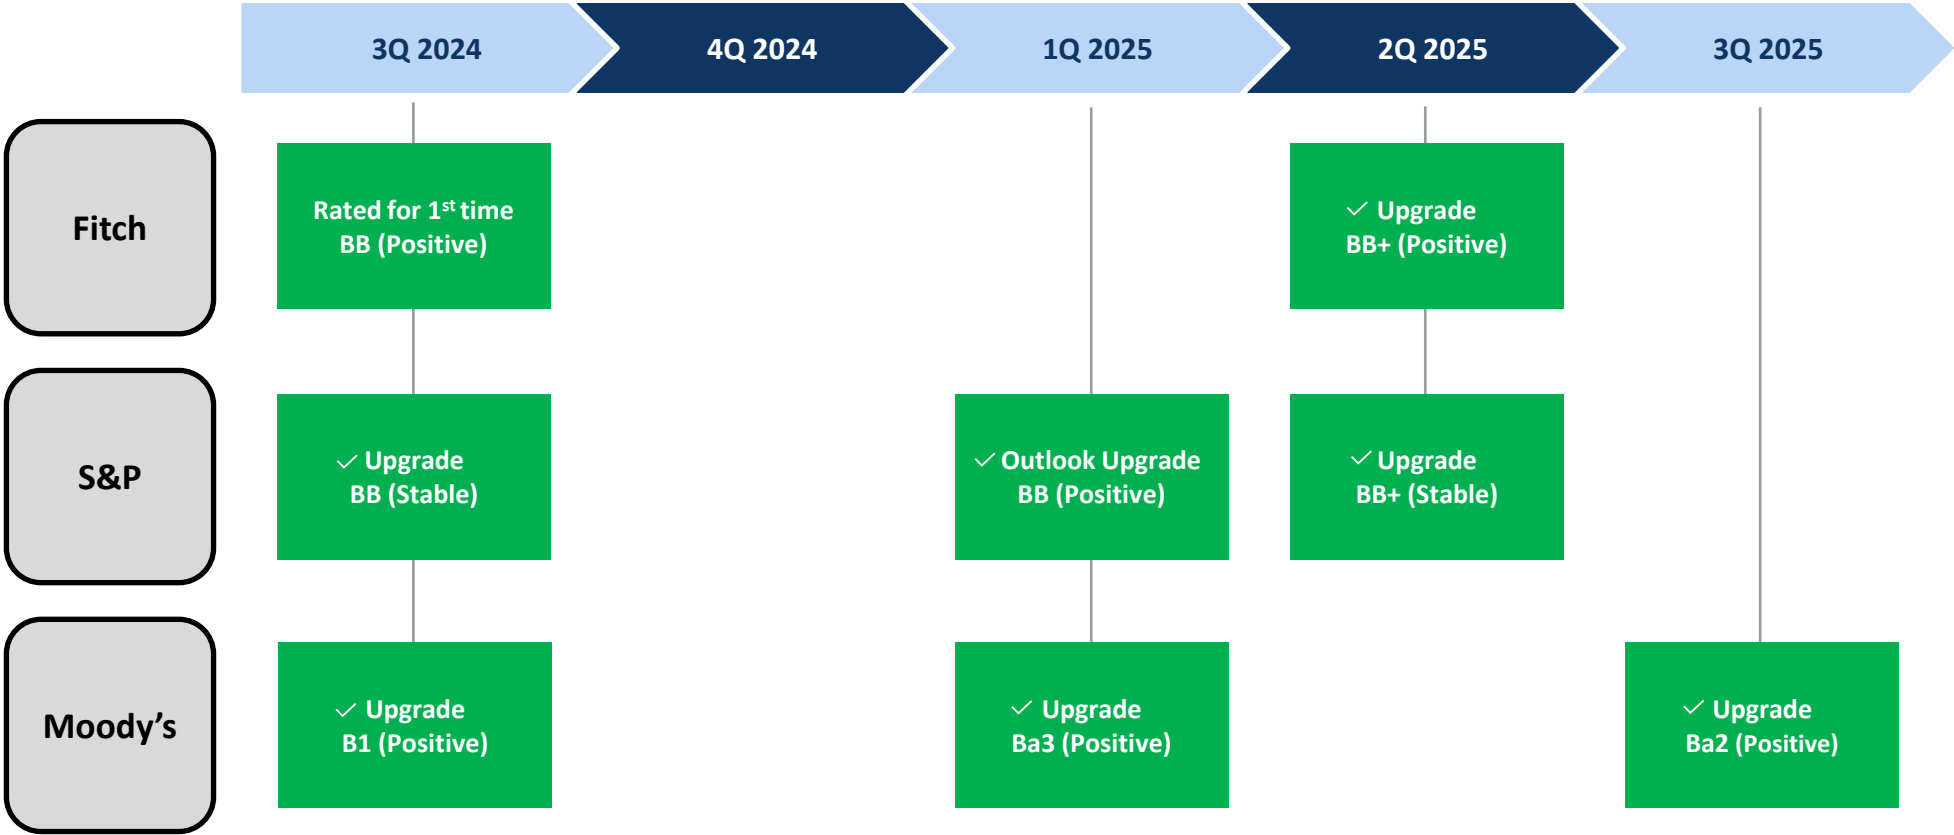 3Q 2024
4Q 2024
1Q 2025
2Q 2025
3Q 2025
Fitch
Rated for 1st time
BB (Positive)
✓ Upgrade
BB+ (Positive)
S&P
✓ Upgrade
BB (Stable)
✓ Outlook Upgrade
BB (Positive)
✓ Upgrade
BB+ (Stable)
Moody’s
✓ Upgrade
B1 (Positive)
✓ Upgrade
Ba3 (Positive)
✓ Upgrade
Ba2 (Positive)